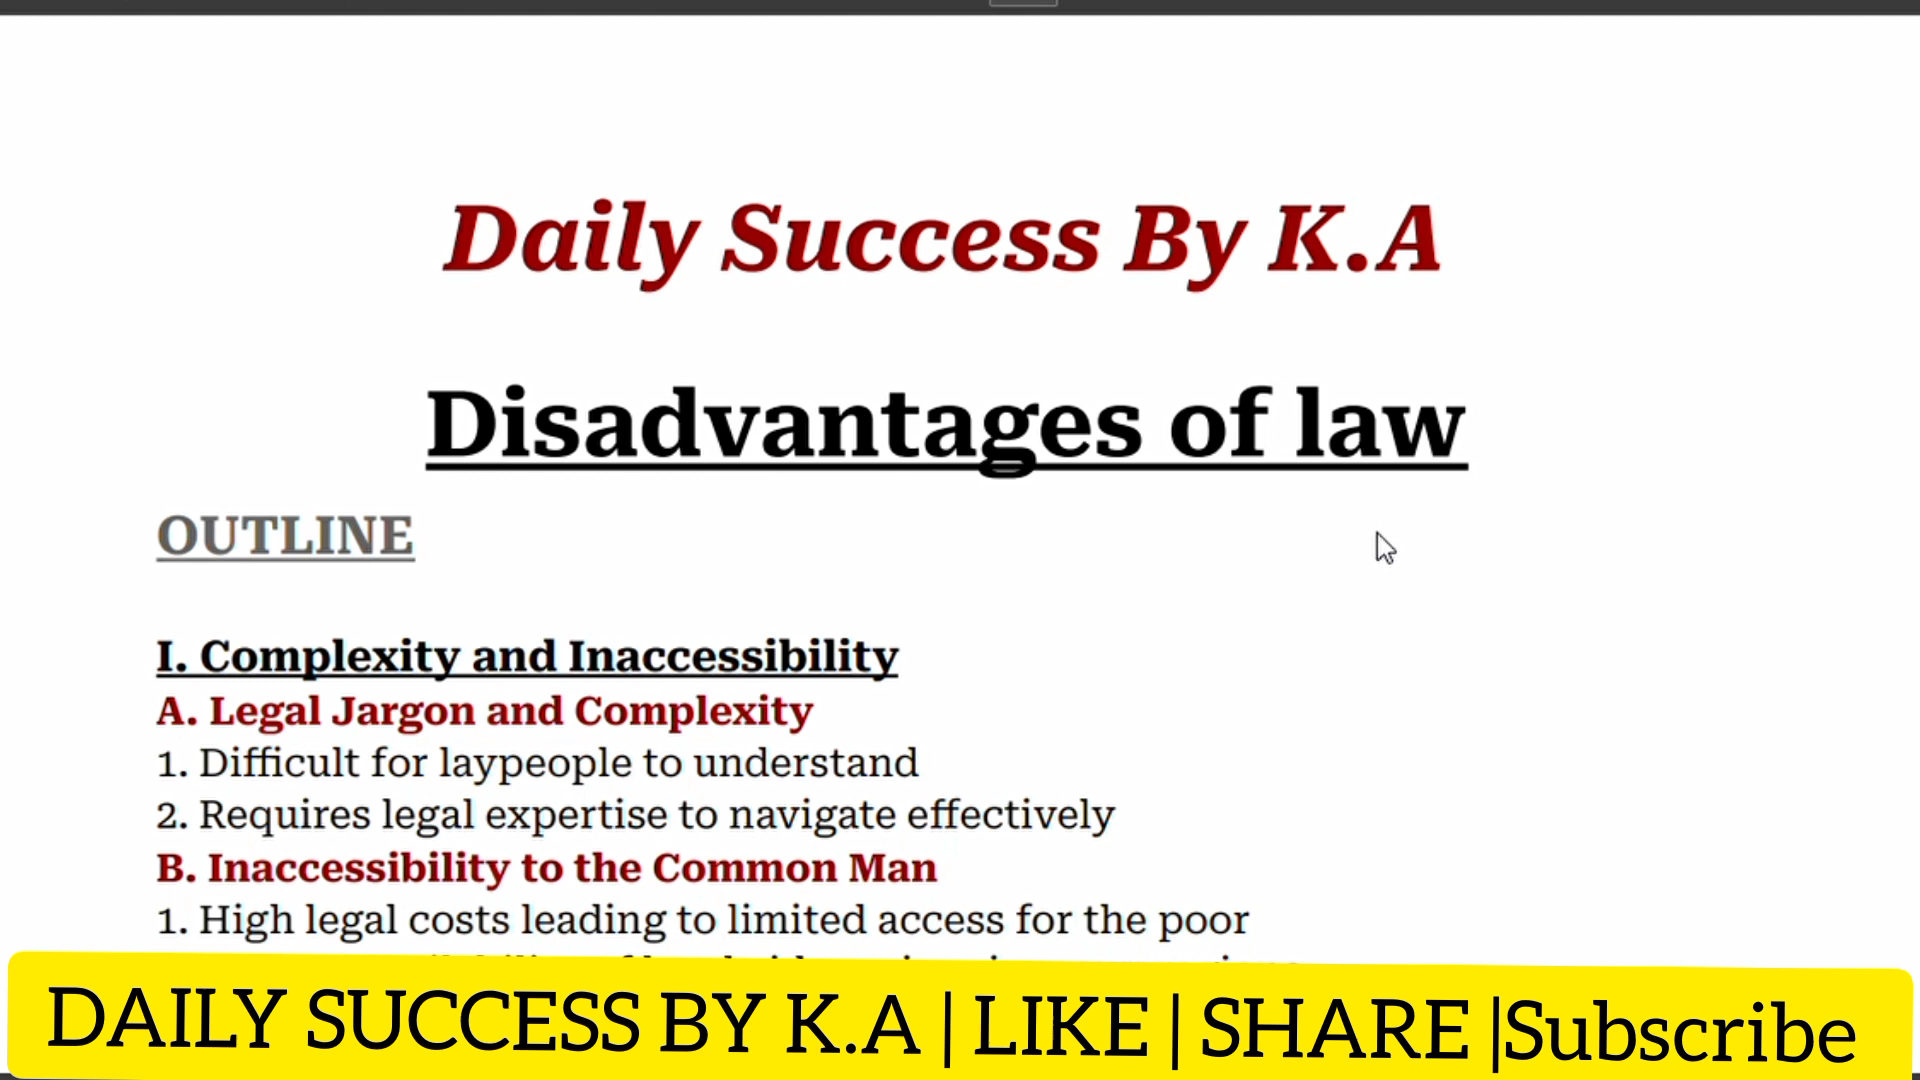 Daily Success By K.A
Disadvantages of law
OUTLINE
I. Complexity and Inaccessibility
A. Legal Jargon and Complexity
1. Difficult for laypeople to understand
2. Requires legal expertise to navigate effectively
B. Inaccessibility to the Common Man
1. High legal costs leading to limited access for the poor
DAILY SUCCESS BY K.A | LIKE | SHARE |Subscribe